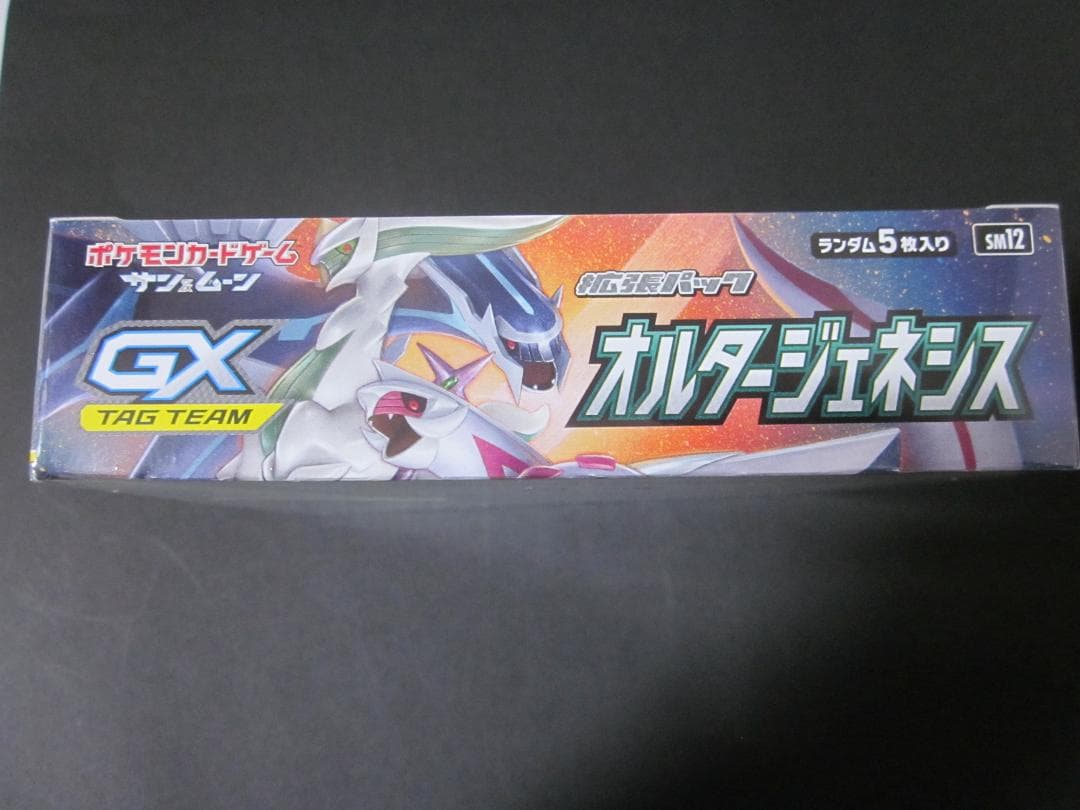 ポケモンカードゲーム
サン&ムーン
GX
TAG TEAM
拡張パック
オルタージェネシス
ランダム5枚入り
SM12